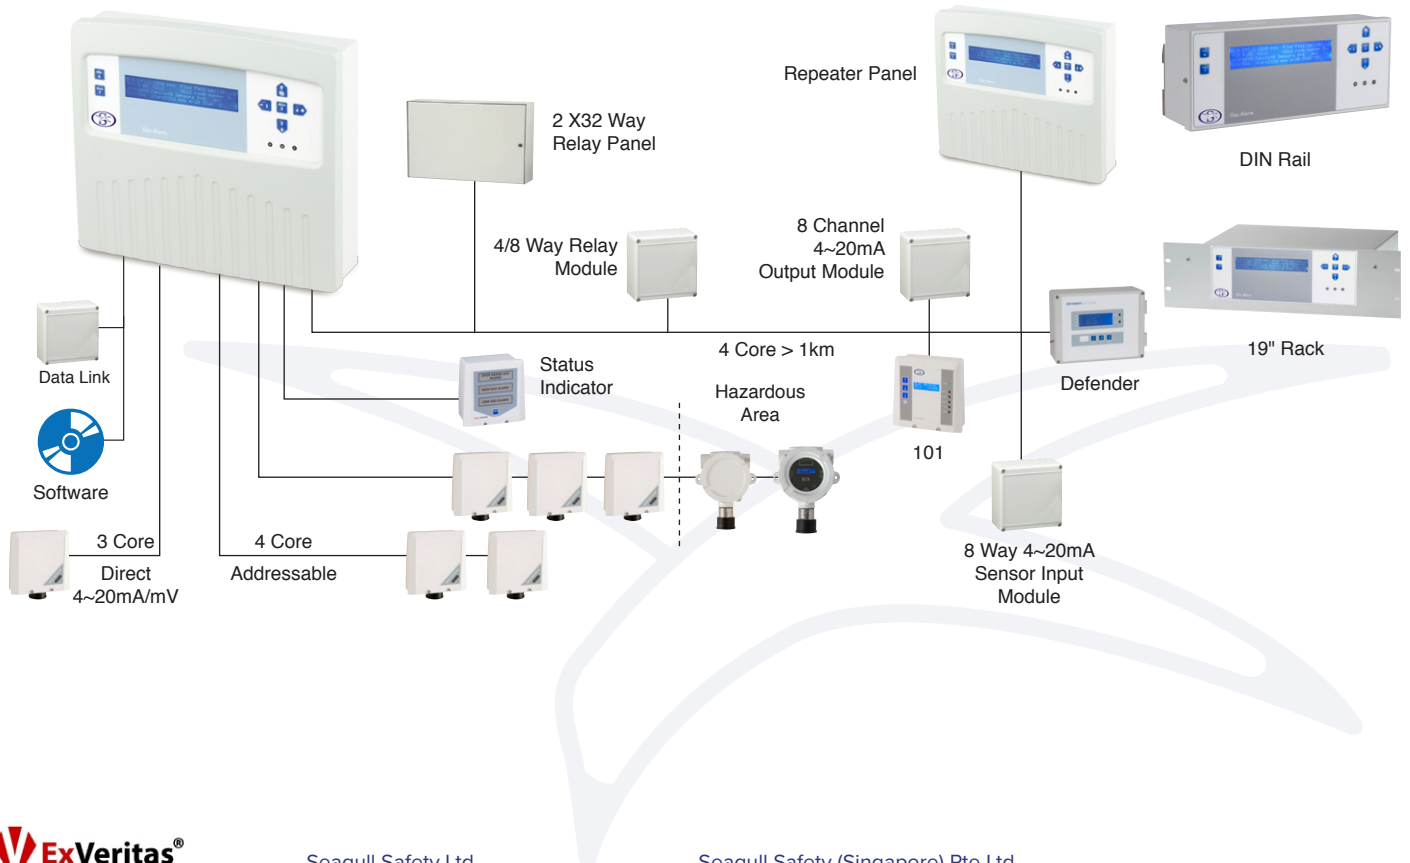 Repeater Panel
DIN Rail
2 X32 Way
Relay Panel
4/8 Way Relay
Module
8 Channel
4~20mA
Output Module
4 Core > 1km
19" Rack
Data Link
Status
Indicator
Hazardous
Area
Defender
101
Software
3 Core
Direct
4~20mA/mV
4 Core
Addressable
8 Way 4~20mA
Sensor Input
Module
ExVeritas®
Seagull Safety Ltd
Seagull Safety (Singapore) Pte Ltd